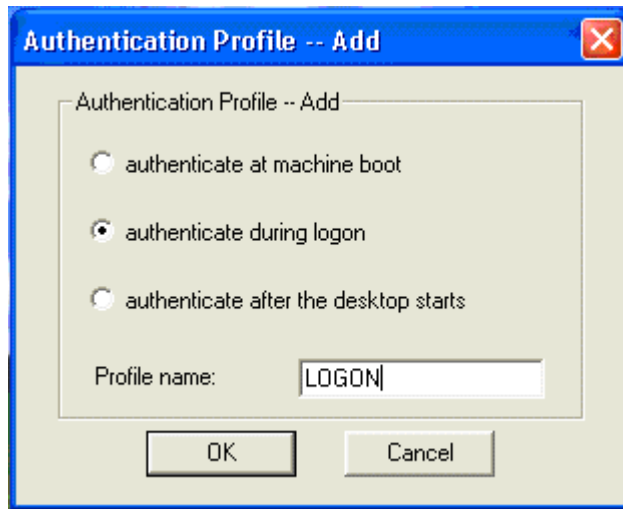 Authentication Profile -- Add
Authentication Profile -- Add
authenticate at machine boot
authenticate during logon
authenticate after the desktop starts
Profile name: LOGON
OK Cancel